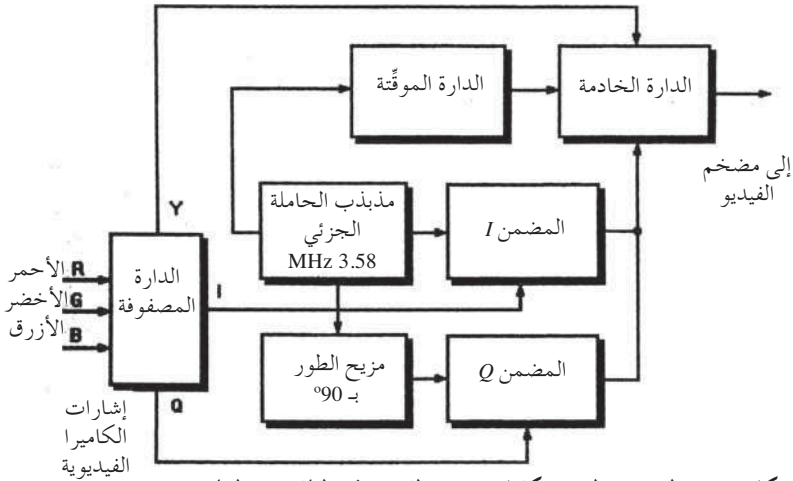 الدارة الموقِّتة
الدارة الخادمة
إلى مضخم
الفيديو
Y
مذبذب الحاملة
الجزئي
MHz 3.58
المضمن I
الدارة
المصفوفة
R الأحمر
G الأخضر
B الأزرق
I
مزيح الطور
بـ 90°
المضمن Q
Q
إشارات
الكاميرا
الفيديوية